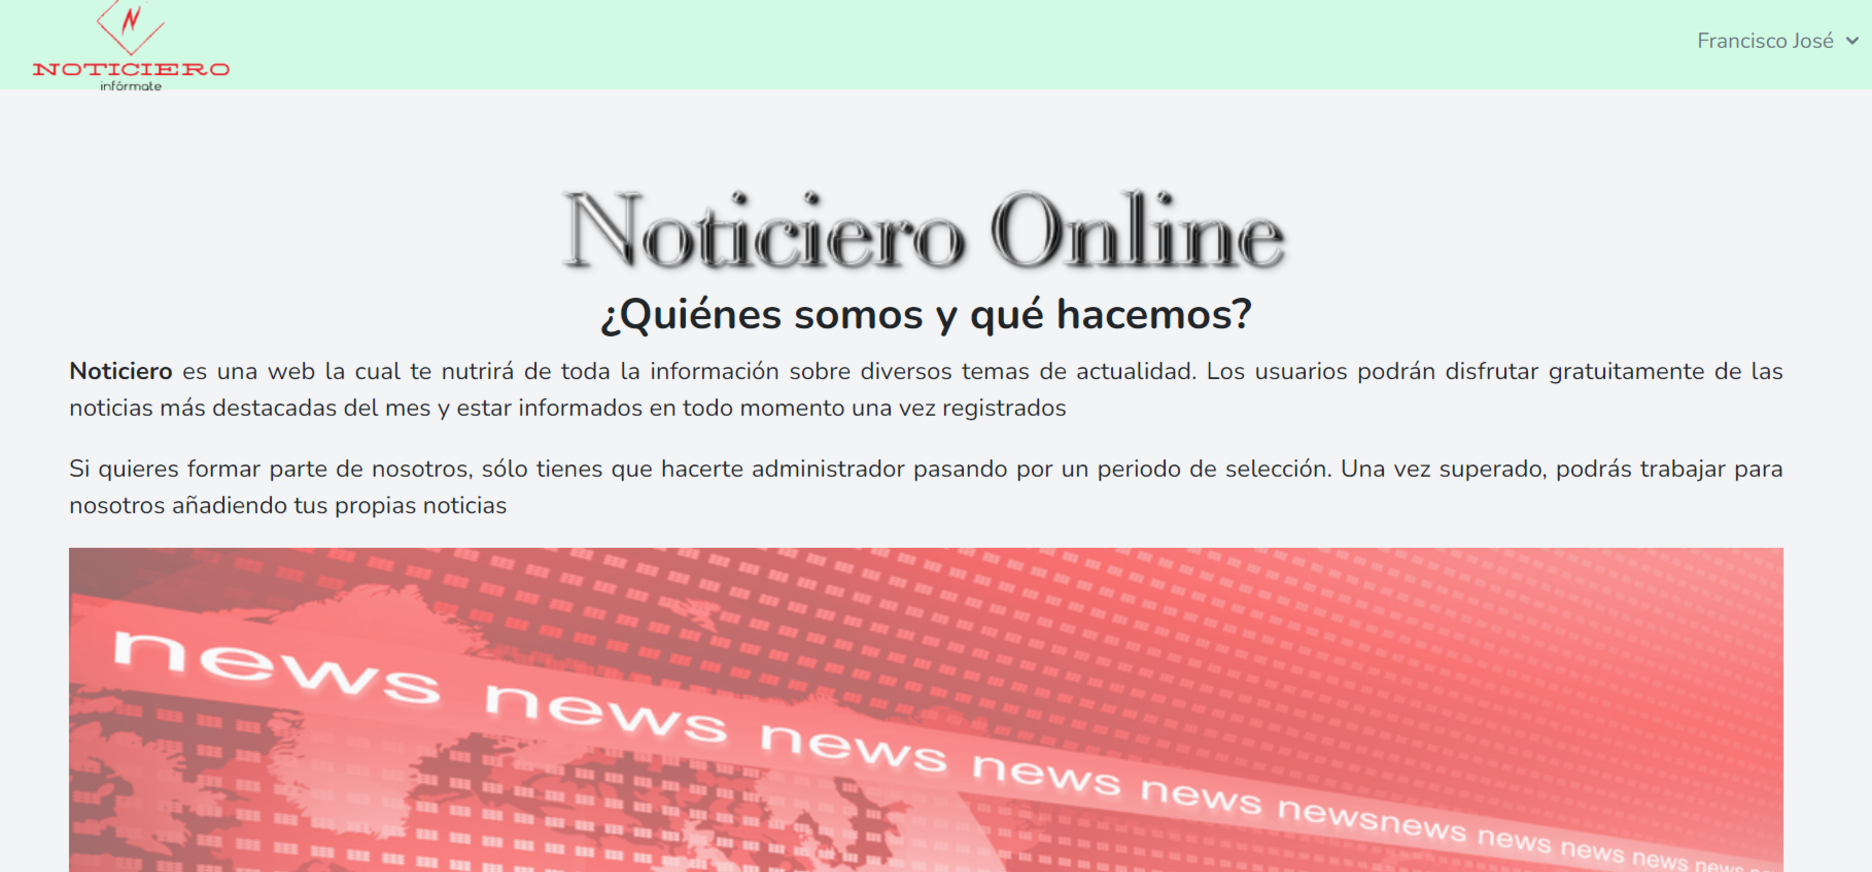 N
NOTICIERO
infórmate
Francisco José
Noticiero Online
¿Quiénes somos y qué hacemos?
Noticiero es una web la cual te nutrirá de toda la información sobre diversos temas de actualidad. Los usuarios podrán disfrutar gratuitamente de las
noticias más destacadas del mes y estar informados en todo momento una vez registrados
Si quieres formar parte de nosotros, sólo tienes que hacerte administrador pasando por un periodo de selección. Una vez superado, podrás trabajar para
nosotros añadiendo tus propias noticias
news news news news news newsnews news news news news